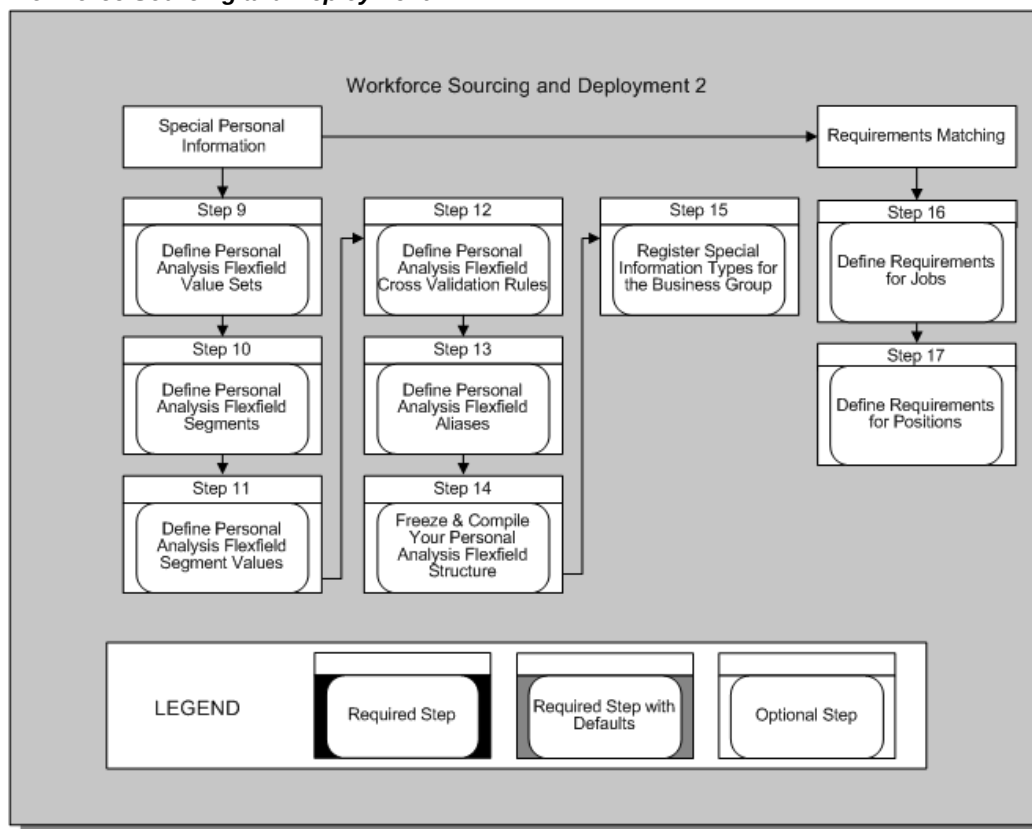 Workforce Sourcing and Deployment 2
Special Personal
Information
Requirements Matching
Step 9
Define Personal
Analysis Flexfield
Value Sets
Step 10
Define Personal
Analysis Flexfield
Segments
Step 11
Define Personal
Analysis Flexfield
Segment Values
Step 12
Define Personal
Analysis Flexfield
Cross Validation Rules
Step 13
Define Personal
Analysis Flexfield
Aliases
Step 14
Freeze & Compile
Your Personal
Analysis Flexfield
Structure
Step 15
Register Special
Information Types for
the Business Group
Step 16
Define Requirements
for Jobs
Step 17
Define Requirements
for Positions
LEGEND
Required Step
Required Step with
Defaults
Optional Step